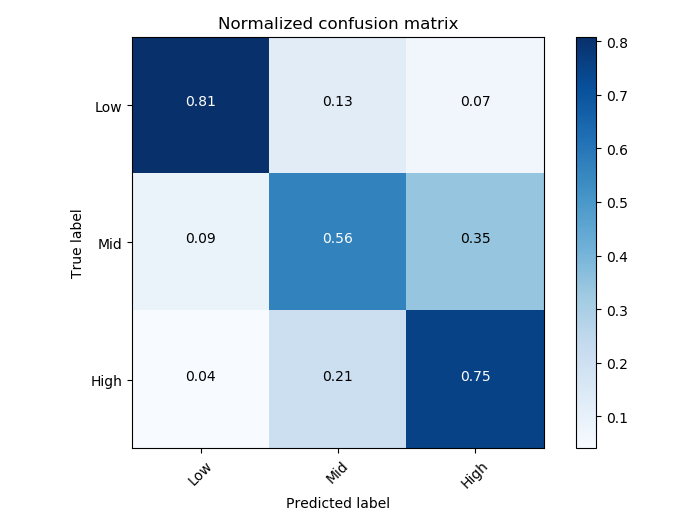 Normalized confusion matrix
Low 0.81 0.13 0.07
Mid 0.09 0.56 0.35
High 0.04 0.21 0.75
True label
Low Mid High
Predicted label
0.8
0.7
0.6
0.5
0.4
0.3
0.2
0.1